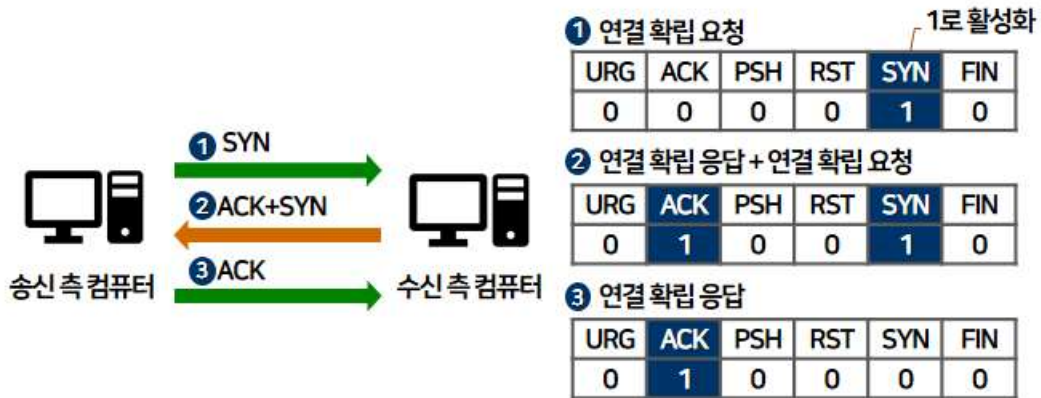 ❶ SYN
❷ ACK+SYN
❸ ACK
송신 측 컴퓨터
수신 측 컴퓨터
1로 활성화
❶ 연결 확립 요청
URG ACK PSH RST SYN FIN
0 0 0 0 1 0
❷ 연결 확립 응답 + 연결 확립 요청
URG ACK PSH RST SYN FIN
0 1 0 0 1 0
❸ 연결 확립 응답
URG ACK PSH RST SYN FIN
0 1 0 0 0 0